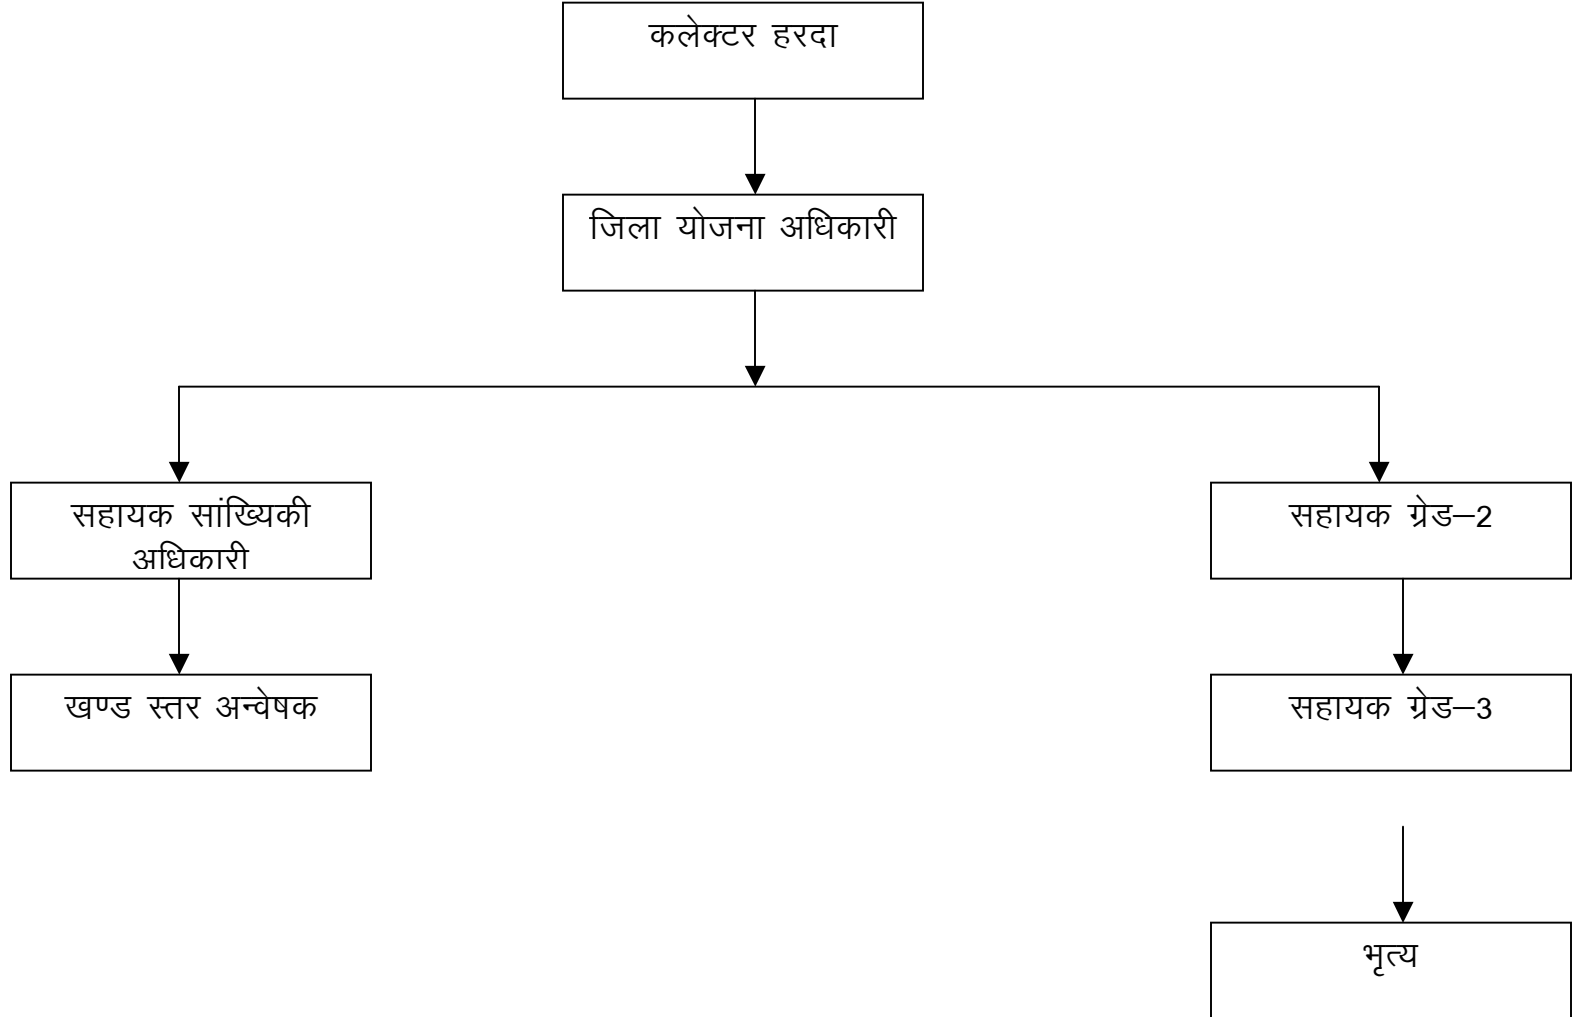 कलेक्टर हरदा
जिला योजना अधिकारी
सहायक सांख्यिकी
अधिकारी
सहायक ग्रेड–2
खण्ड स्तर अन्वेषक
सहायक ग्रेड–3
भृत्य